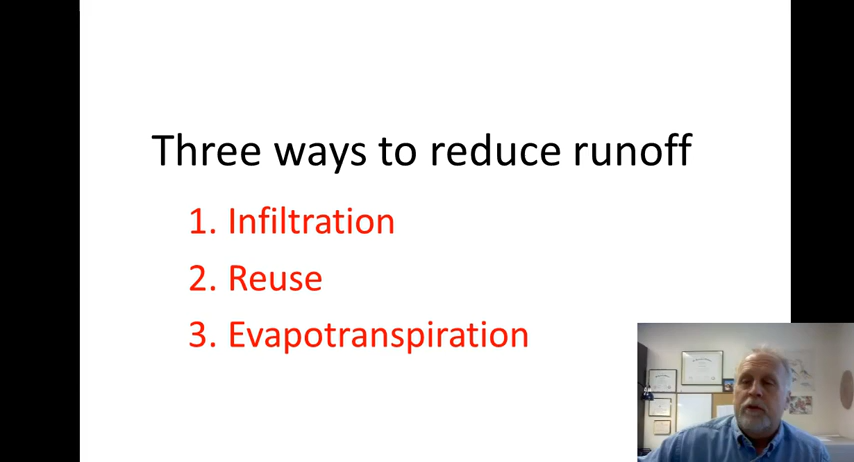 Three ways to reduce runoff
1. Infiltration
2. Reuse
3. Evapotranspiration